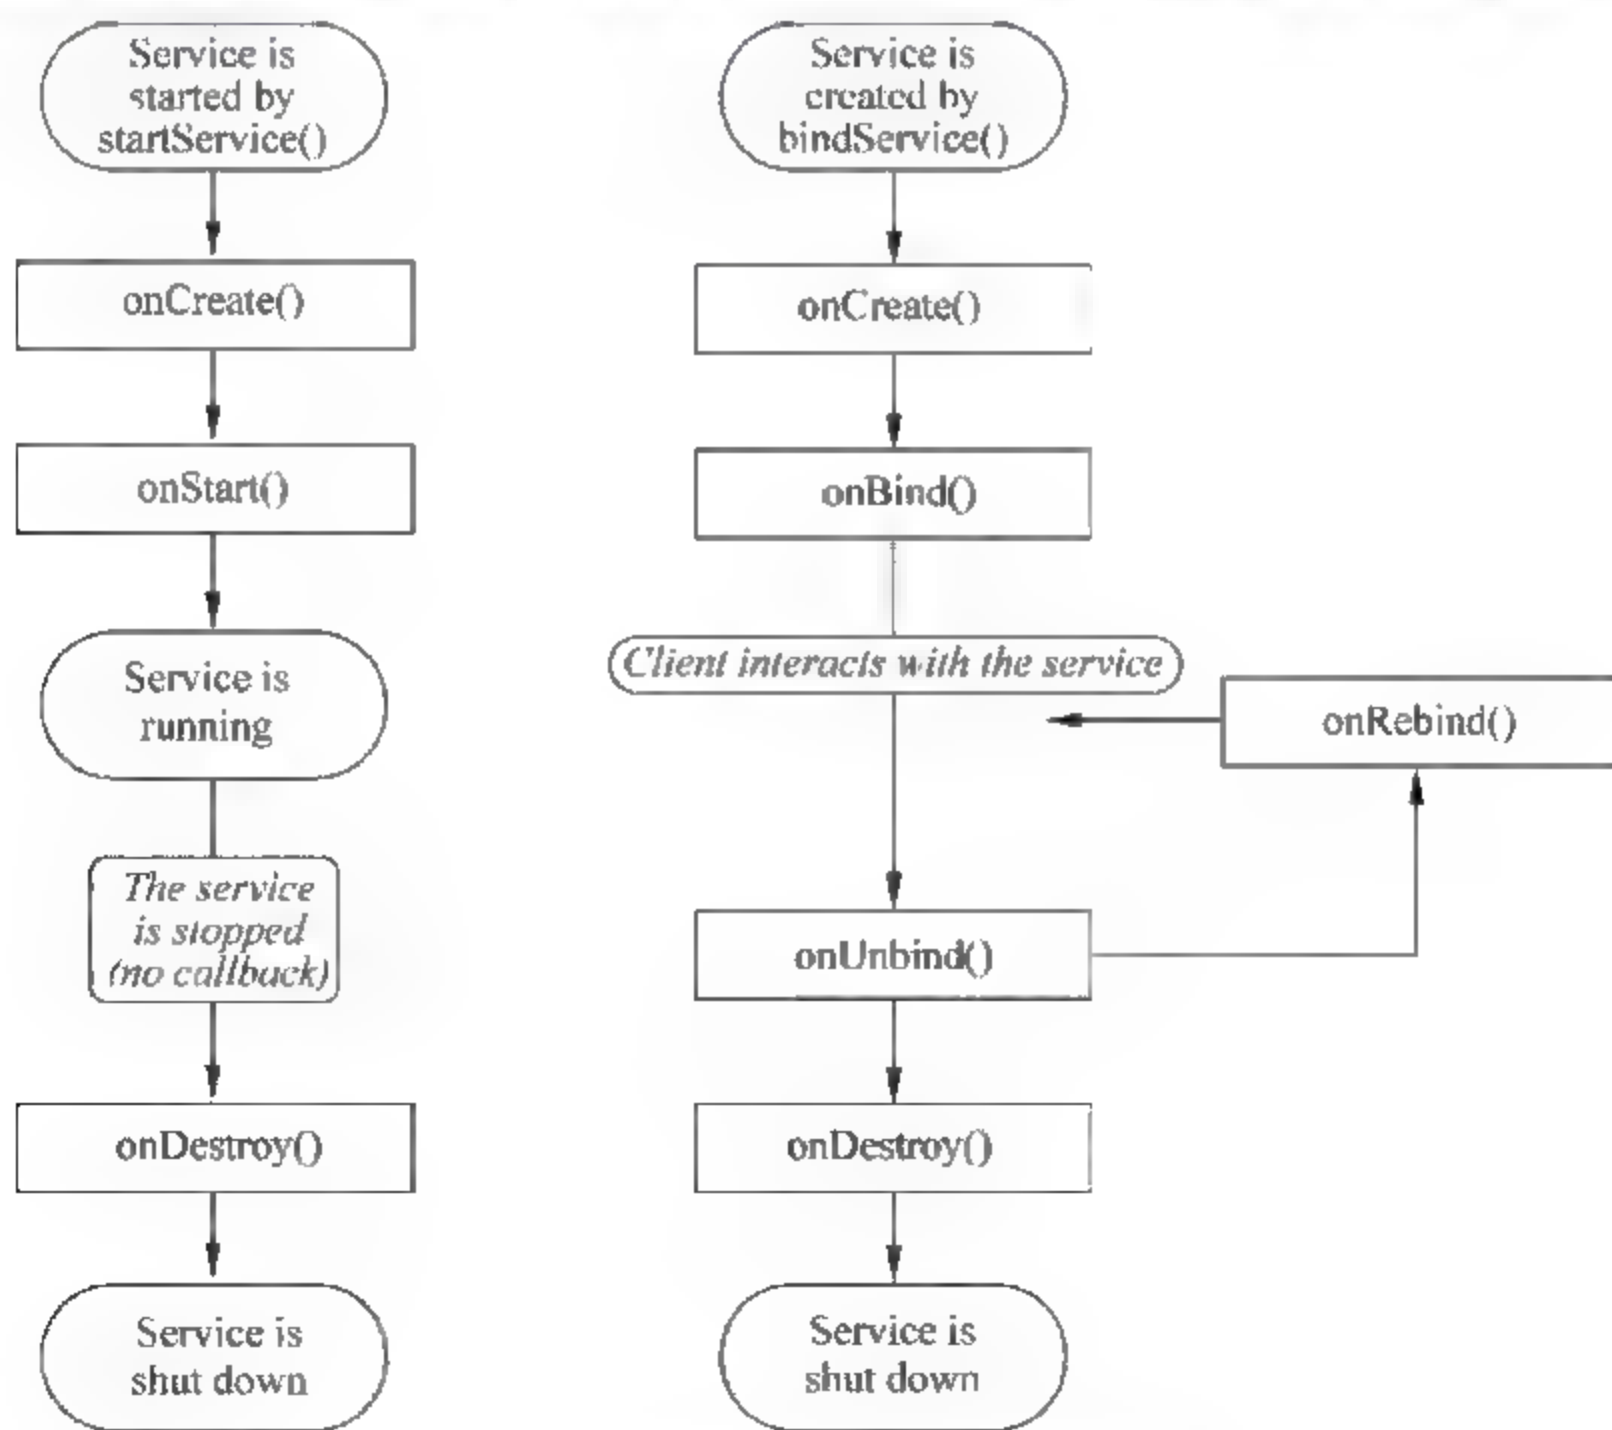 Service is
started by
startService()
onCreate()
onStart()
Service is
running
The service
is stopped
(no callback)
onDestroy()
Service is
shut down
Service is
created by
bindService()
onCreate()
onBind()
Client interacts with the service
onRebind()
onUnbind()
onDestroy()
Service is
shut down